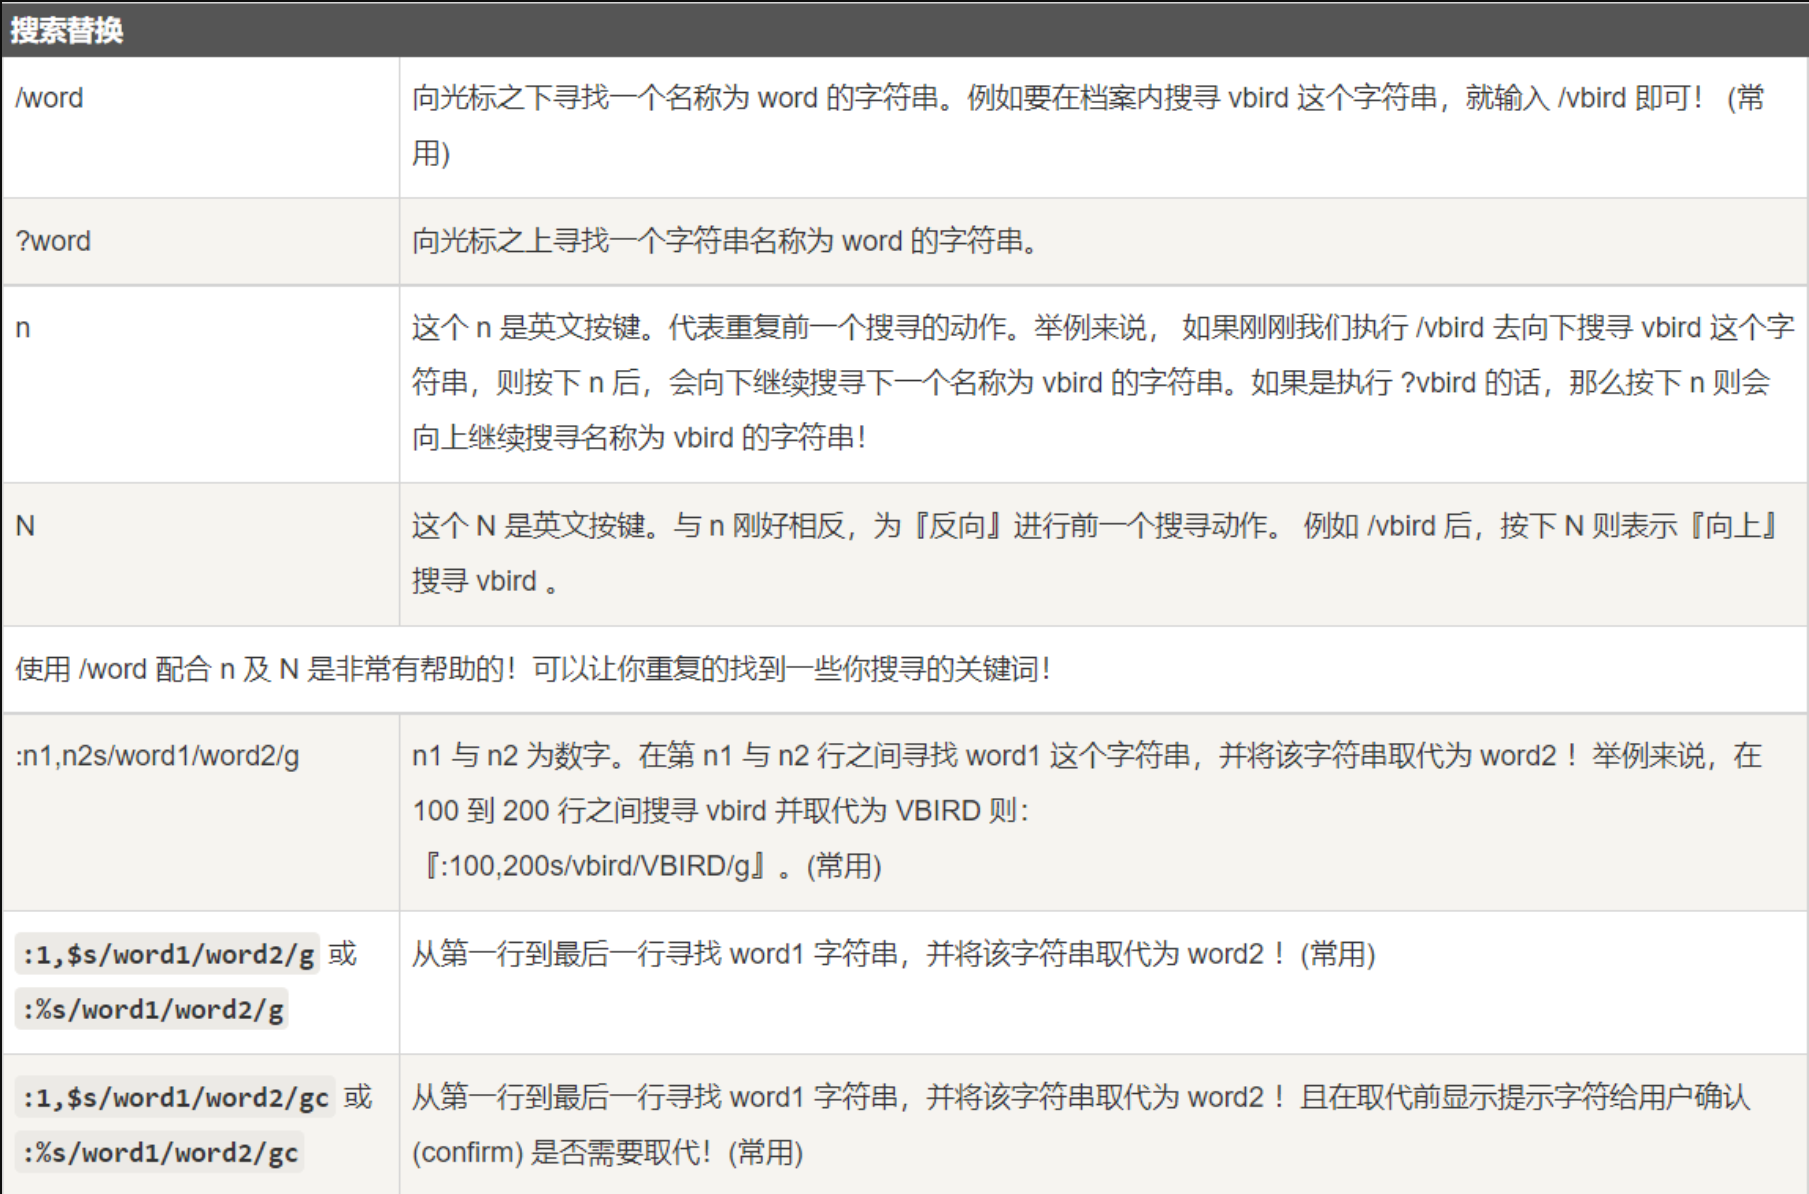 搜索替换
/word
向光标之下寻找一个名称为 word 的字符串。例如要在档案内搜寻 vbird 这个字符串，就输入 /vbird 即可！ (常
用)
?word
向光标之上寻找一个字符串名称为 word 的字符串。
n
这个 n 是英文按键。代表重复前一个搜寻的动作。举例来说， 如果刚刚我们执行 /vbird 去向下搜寻 vbird 这个字
符串，则按下 n 后，会向下继续搜寻下一个名称为 vbird 的字符串。如果是执行 ?vbird 的话，那么按下 n 则会
向上继续搜寻名称为 vbird 的字符串！
N
这个 N 是英文按键。与 n 刚好相反，为『反向』进行前一个搜寻动作。 例如 /vbird 后，按下 N 则表示『向上』
搜寻 vbird 。
使用 /word 配合 n 及 N 是非常有帮助的！可以让你重复的找到一些你搜寻的关键词！
:n1,n2s/word1/word2/g
n1 与 n2 为数字。在第 n1 与 n2 行之间寻找 word1 这个字符串，并将该字符串取代为 word2 ！举例来说，在
100 到 200 行之间搜寻 vbird 并取代为 VBIRD 则：
『:100,200s/vbird/VBIRD/g』。(常用)
:1,$s/word1/word2/g 或
:%s/word1/word2/g
从第一行到最后一行寻找 word1 字符串，并将该字符串取代为 word2 ！(常用)
:1,$s/word1/word2/gc 或
:%s/word1/word2/gc
从第一行到最后一行寻找 word1 字符串，并将该字符串取代为 word2 ！且在取代前显示提示字符给用户确认
(confirm) 是否需要取代！(常用)